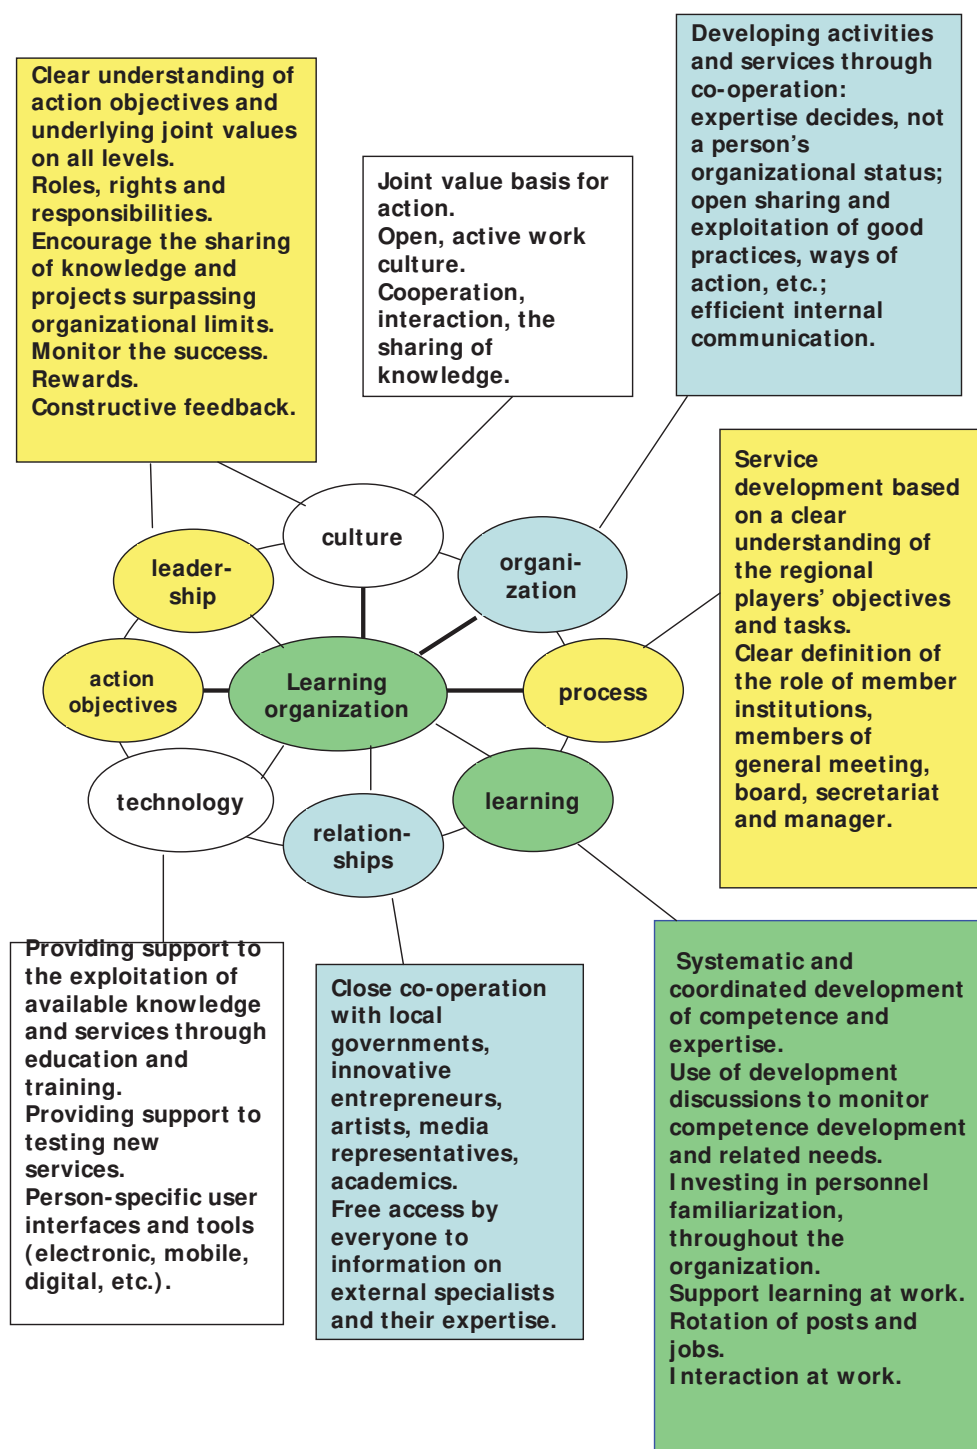 Clear understanding of
action objectives and
underlying joint values
on all levels.
Roles, rights and
responsibilities.
Encourage the sharing
of knowledge and
projects surpassing
organizational limits.
Monitor the success.
Rewards.
Constructive feedback.
Joint value basis for
action.
Open, active work
culture.
Cooperation,
interaction, the
sharing of
knowledge.
Developing activities
and services through
co-operation:
expertise decides, not
a person's
organizational status;
open sharing and
exploitation of good
practices, ways of
action, etc.;
efficient internal
communication.
Service
development based
on a clear
understanding of
the regional
players' objectives
and tasks.
Clear definition of
the role of member
institutions,
members of
general meeting,
board, secretariat
and manager.
culture
leader-
ship
organi-
zation
action
objectives
Learning
organization
process
technology
relation-
ships
learning
Providing support to
the exploitation of
available knowledge
and services through
education and
training.
Providing support to
testing new
services.
Person-specific user
interfaces and tools
(electronic, mobile,
digital, etc.).
Close co-operation
with local
governments,
innovative
entrepreneurs,
artists, media
representatives,
academics.
Free access by
everyone to
information on
external specialists
and their expertise.
Systematic and
coordinated development
of competence and
expertise.
Use of development
discussions to monitor
competence development
and related needs.
Investing in personnel
familiarization,
throughout the
organization.
Support learning at work.
Rotation of posts and
jobs.
Interaction at work.